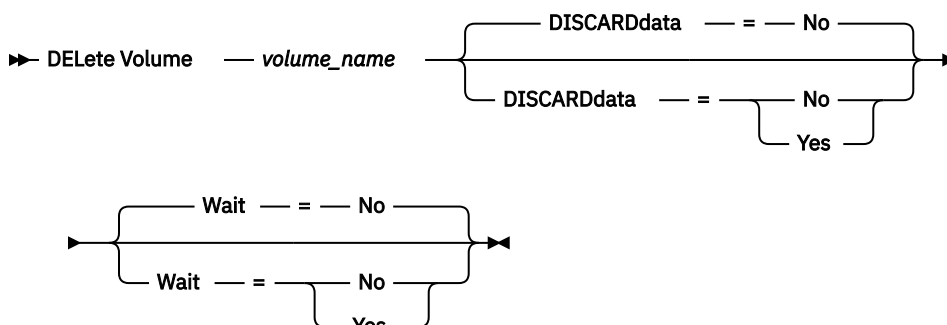 DISCARDdata = No
DELete Volume volume_name
DISCARDdata = No
Yes
Wait = No
Wait = No
Yes